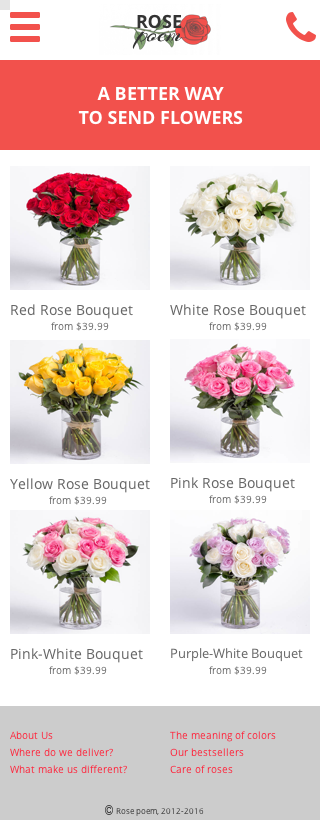 ROSE
poem
A BETTER WAY
TO SEND FLOWERS
Red Rose Bouquet
from $39.99
White Rose Bouquet
from $39.99
Yellow Rose Bouquet
from $39.99
Pink Rose Bouquet
from $39.99
Pink-White Bouquet
from $39.99
Purple-White Bouquet
from $39.99
About Us
Where do we deliver?
What make us different?
The meaning of colors
Our bestsellers
Care of roses
© Rose poem, 2012-2016